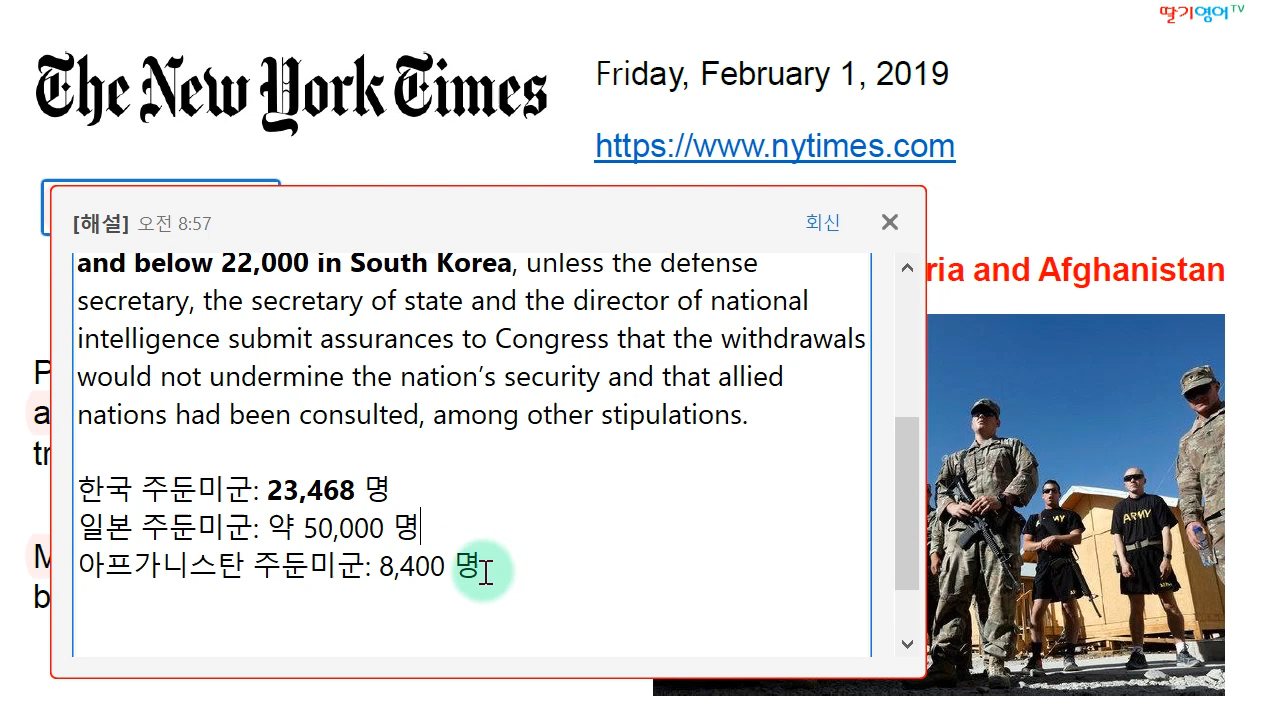 딸기영어TV
The New York Times
Friday, February 1, 2019
https://www.nytimes.com
[해설] 오전 8:57 회신
ria and Afghanistan
and below 22,000 in South Korea, unless the defense
secretary, the secretary of state and the director of national
intelligence submit assurances to Congress that the withdrawals
would not undermine the nation’s security and that allied
nations had been consulted, among other stipulations.
P
a
tr
한국 주둔미군: 23,468 명
일본 주둔미군: 약 50,000 명
아프가니스탄 주둔미군: 8,400 명
M
b
ARMY
ARMY